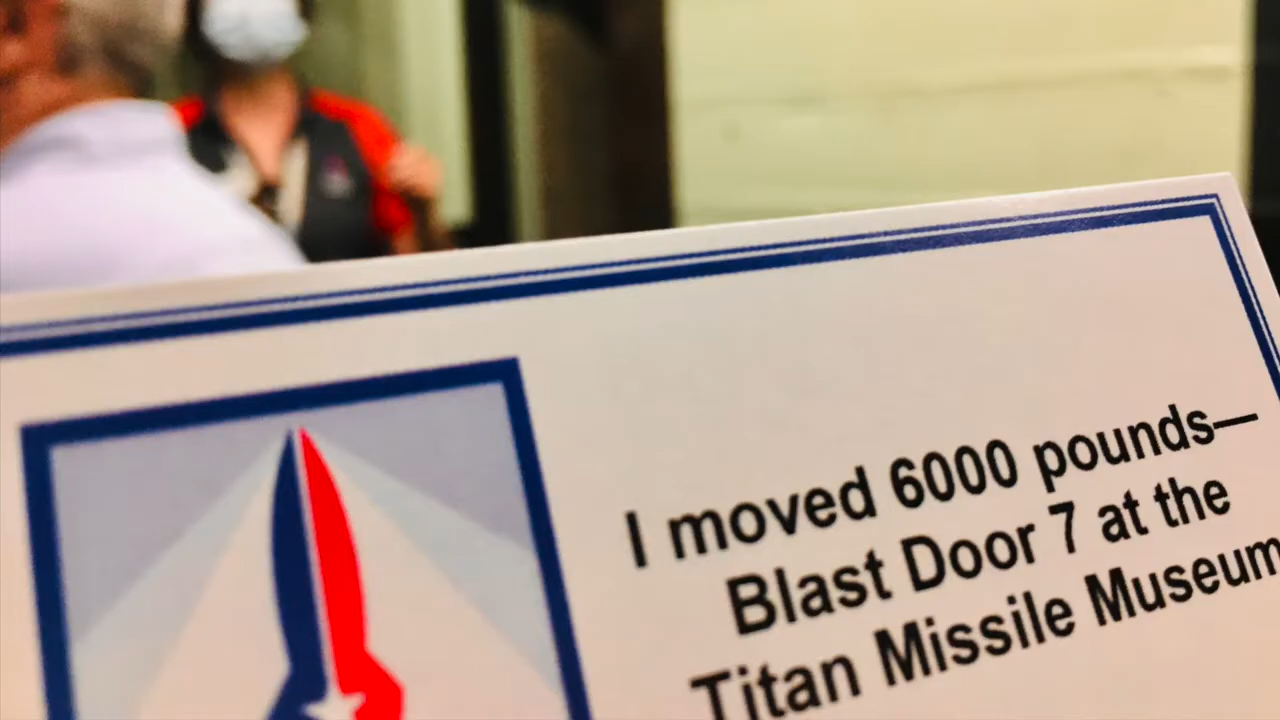 I moved 6000 pounds—
Blast Door 7 at the
Titan Missile Museum